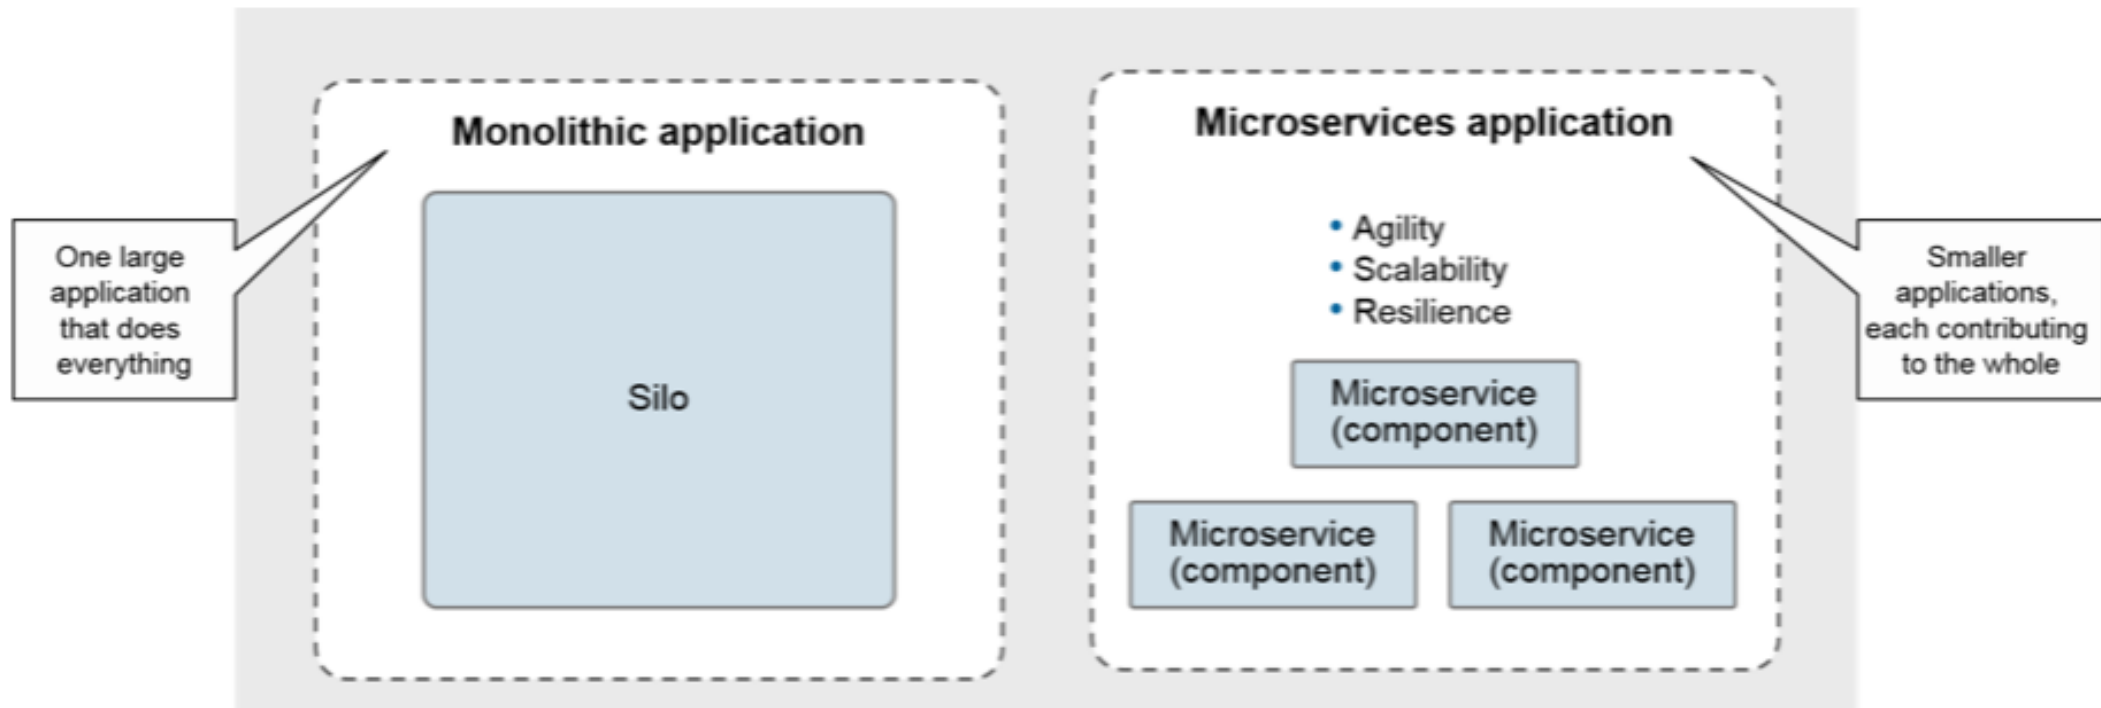 Monolithic application
One large
application
that does
everything
Silo
Microservices application
• Agility
• Scalability
• Resilience
Microservice
(component)
Microservice
(component)
Microservice
(component)
Smaller
applications,
each contributing
to the whole